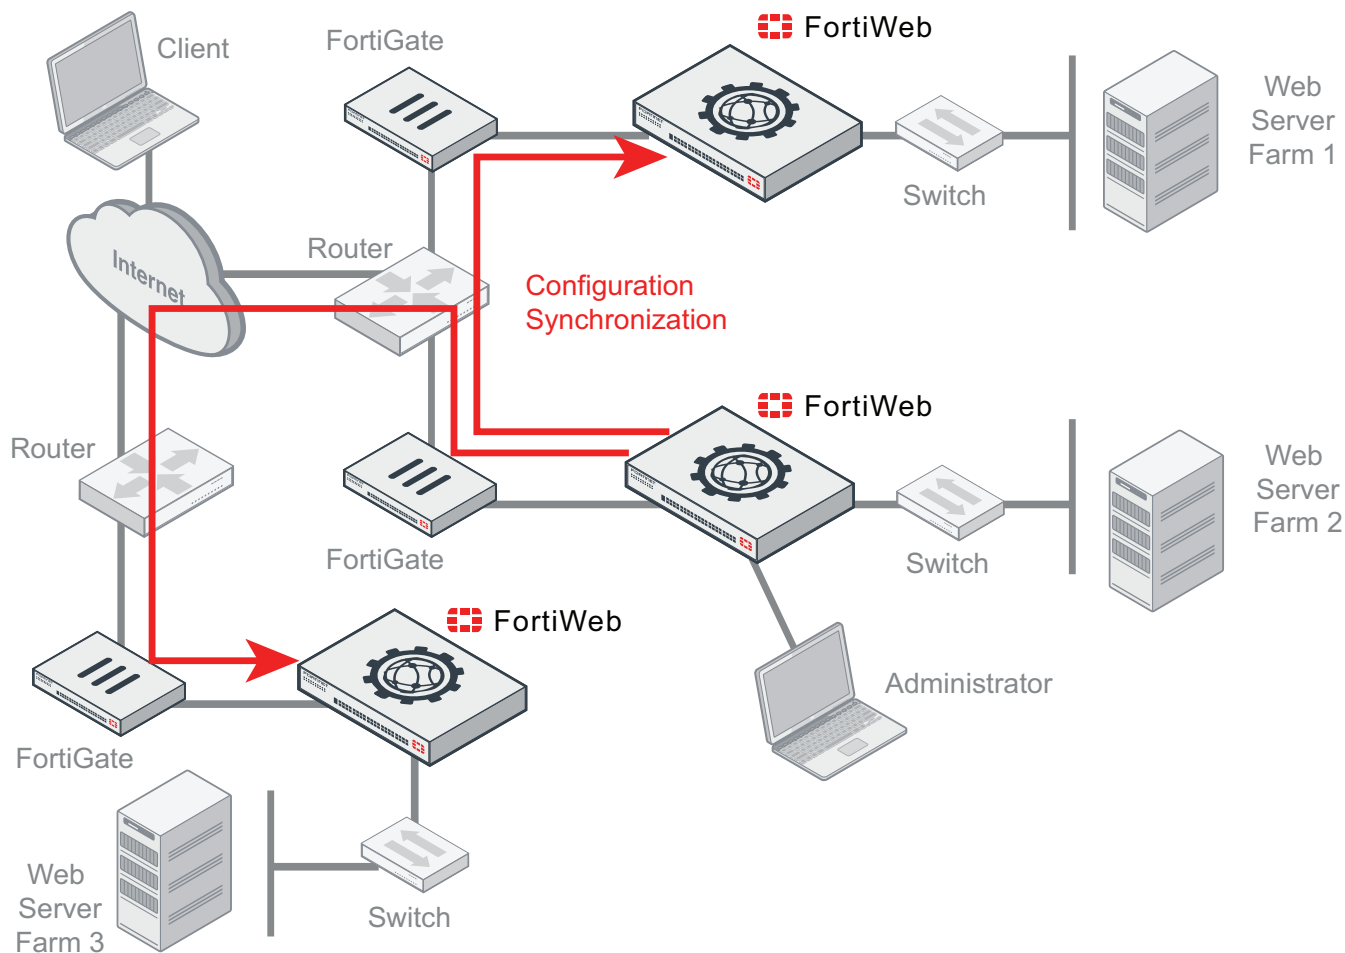 Client
FortiGate
FortiWeb
Web
Server
Farm 1
Switch
Router
Internet
Configuration
Synchronization
FortiWeb
Router
Web
Server
Farm 2
FortiGate
Switch
FortiWeb
Administrator
FortiGate
Web
Server
Farm 3
Switch